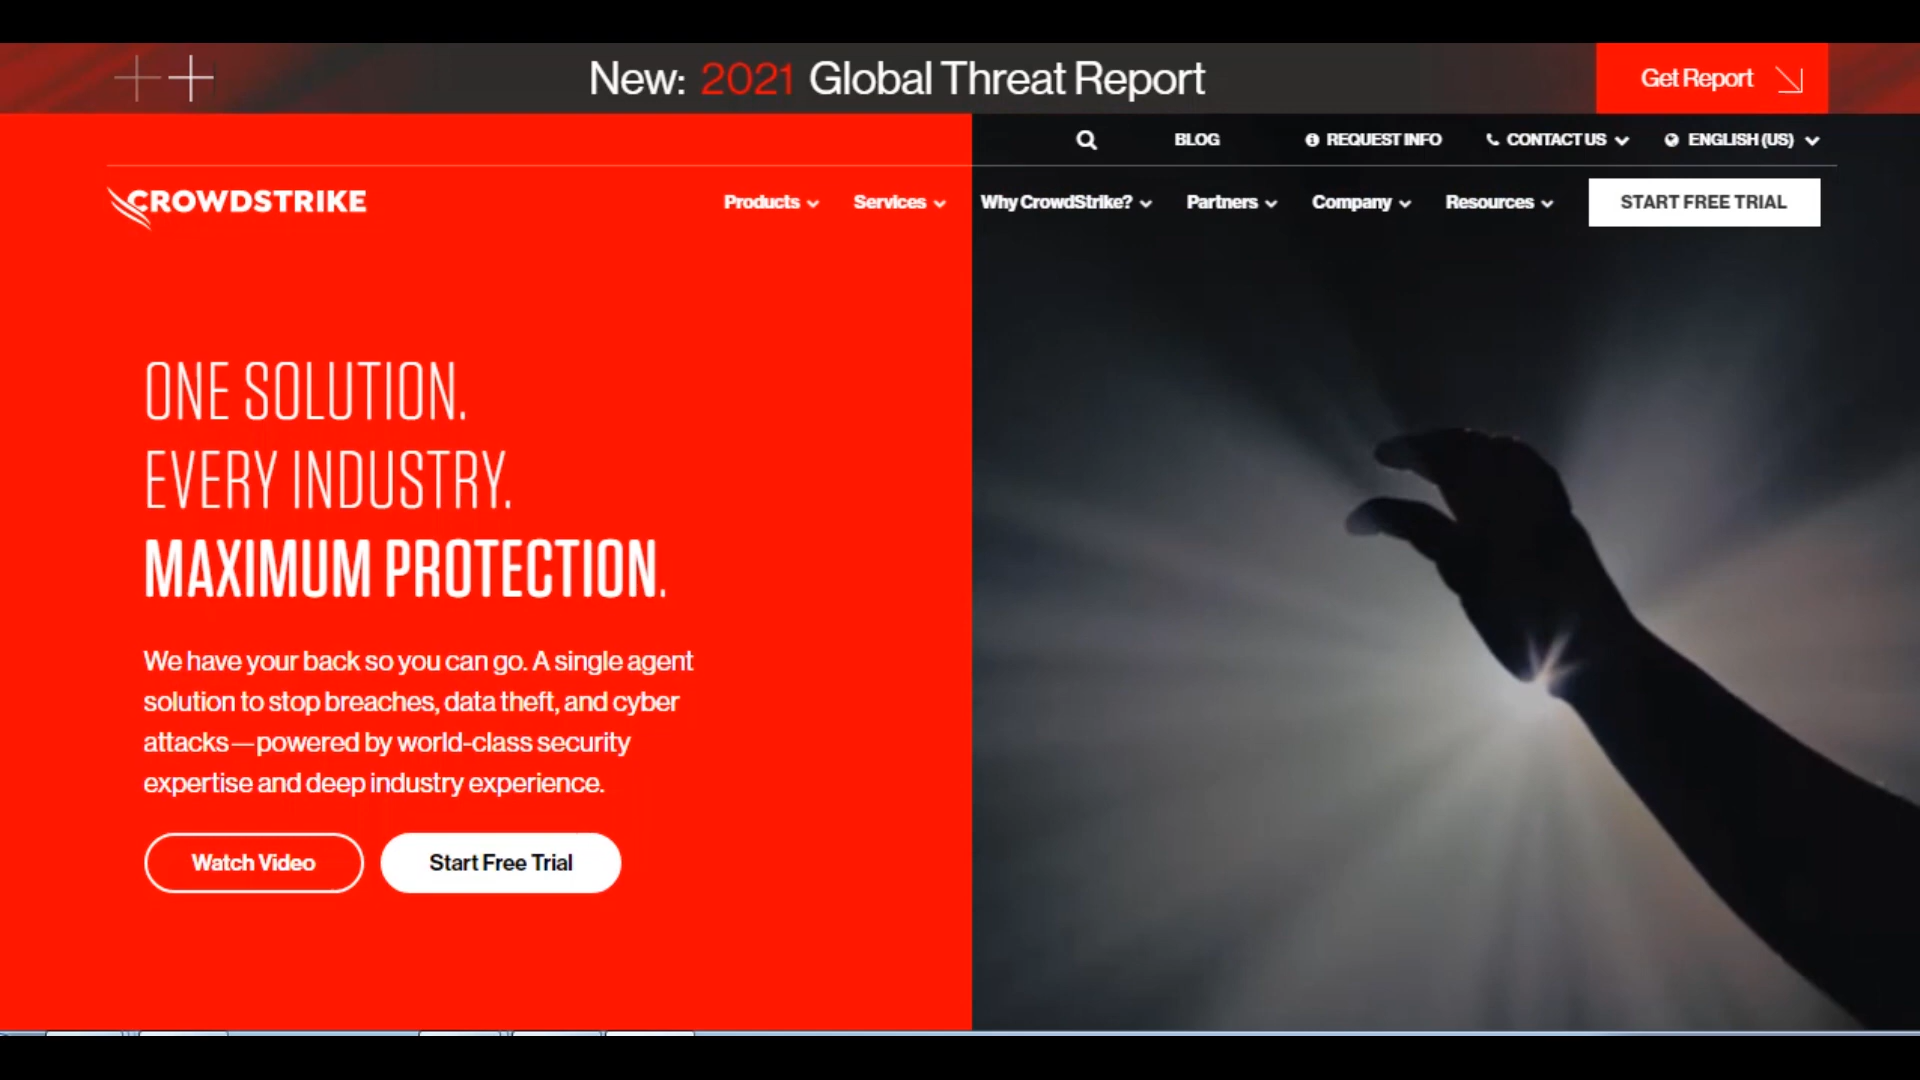 New: 2021 Global Threat Report
Get Report
BLOG
REQUEST INFO
CONTACT US
ENGLISH (US)
CROWDSTRIKE
Products
Services
Why CrowdStrike?
Partners
Company
Resources
START FREE TRIAL
ONE SOLUTION.
EVERY INDUSTRY.
MAXIMUM PROTECTION.
We have your back so you can go. A single agent
solution to stop breaches, data theft, and cyber
attacks—powered by world-class security
expertise and deep industry experience.
Watch Video
Start Free Trial